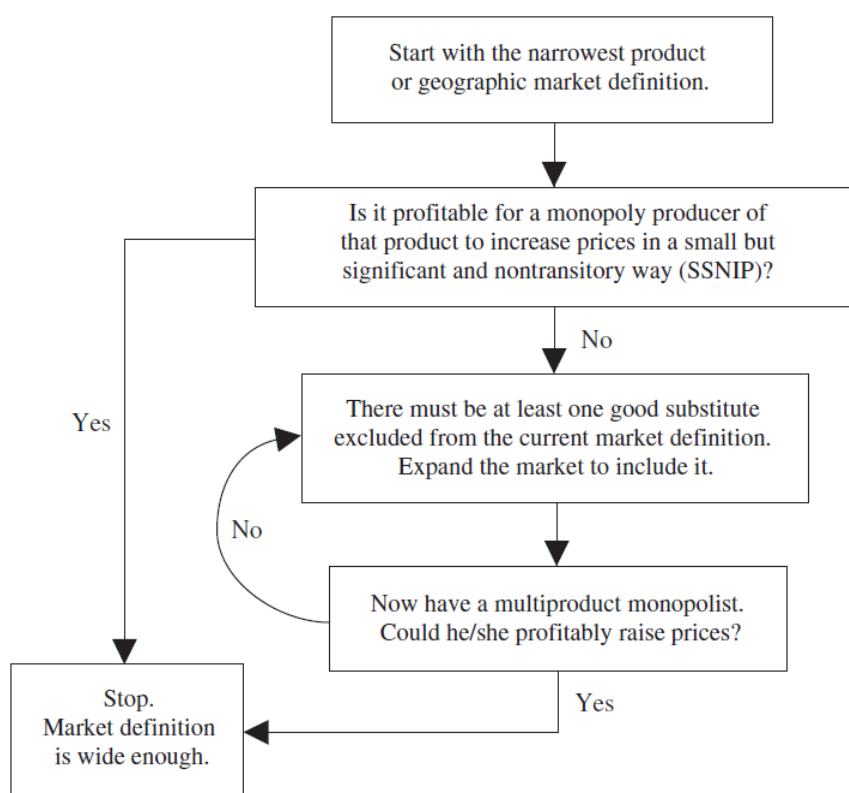 Start with the narrowest product
or geographic market definition.
Is it profitable for a monopoly producer of
that product to increase prices in a small but
significant and nontransitory way (SSNIP)?
No
Yes
There must be at least one good substitute
excluded from the current market definition.
Expand the market to include it.
No
Now have a multiproduct monopolist.
Could he/she profitably raise prices?
Yes
Stop.
Market definition
is wide enough.